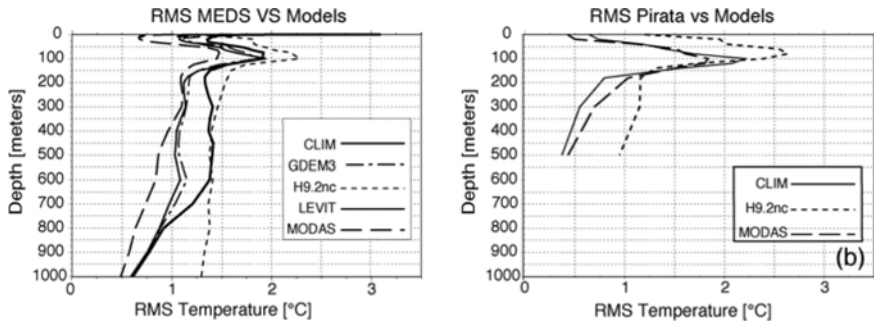 RMS MEDS VS Models
Depth [meters]
0
100
200
300
400
500
600
700
800
900
1000
CLIM
GDEM3
H9.2nc
LEVIT
MODAS
0 1 2 3
RMS Temperature [°C]
RMS Pirata vs Models
Depth [meters]
0
100
200
300
400
500
600
700
800
900
1000
CLIM
H9.2nc
MODAS
(b)
0 1 2 3
RMS Temperature [°C]